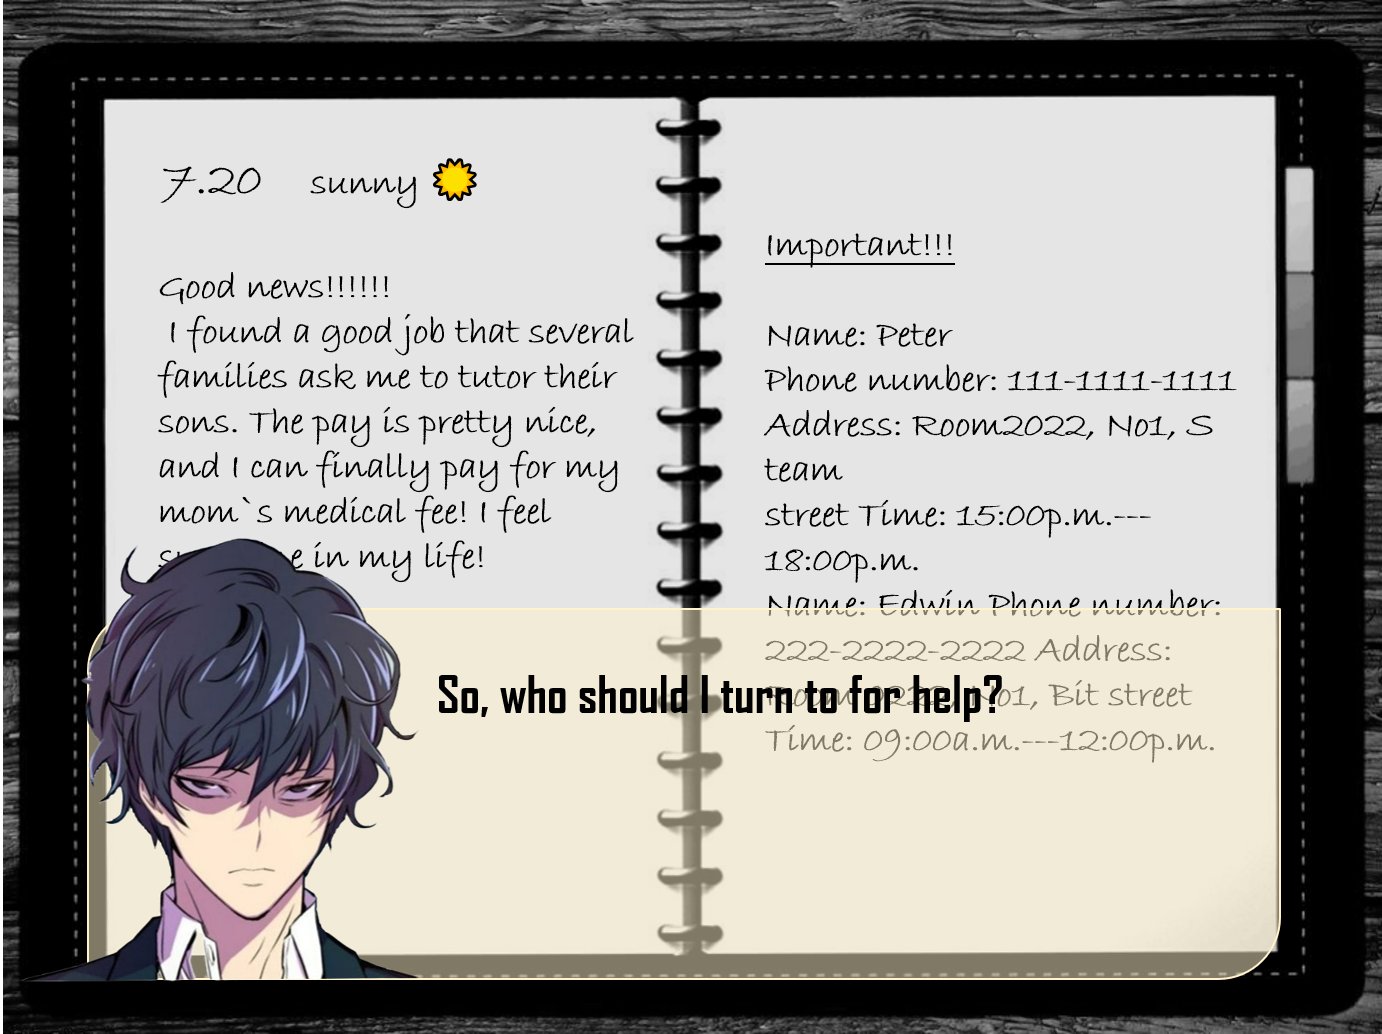 7.20 sunny
Good news!!!!!!
I found a good job that several
families ask me to tutor their
sons. The pay is pretty nice,
and I can finally pay for my
mom`s medical fee! I feel
in my life!
Important!!!
Name: Peter
Phone number: 111-1111-1111
Address: Room2022, No1, S
team
street Time: 15:00p.m.---
18:00p.m.
Name: Edwin Phone number:
222-2222-2222 Address:
Room 2222, No1, Bit street
Time: 09:00a.m.---12:00p.m.
So, who should I turn to for help?